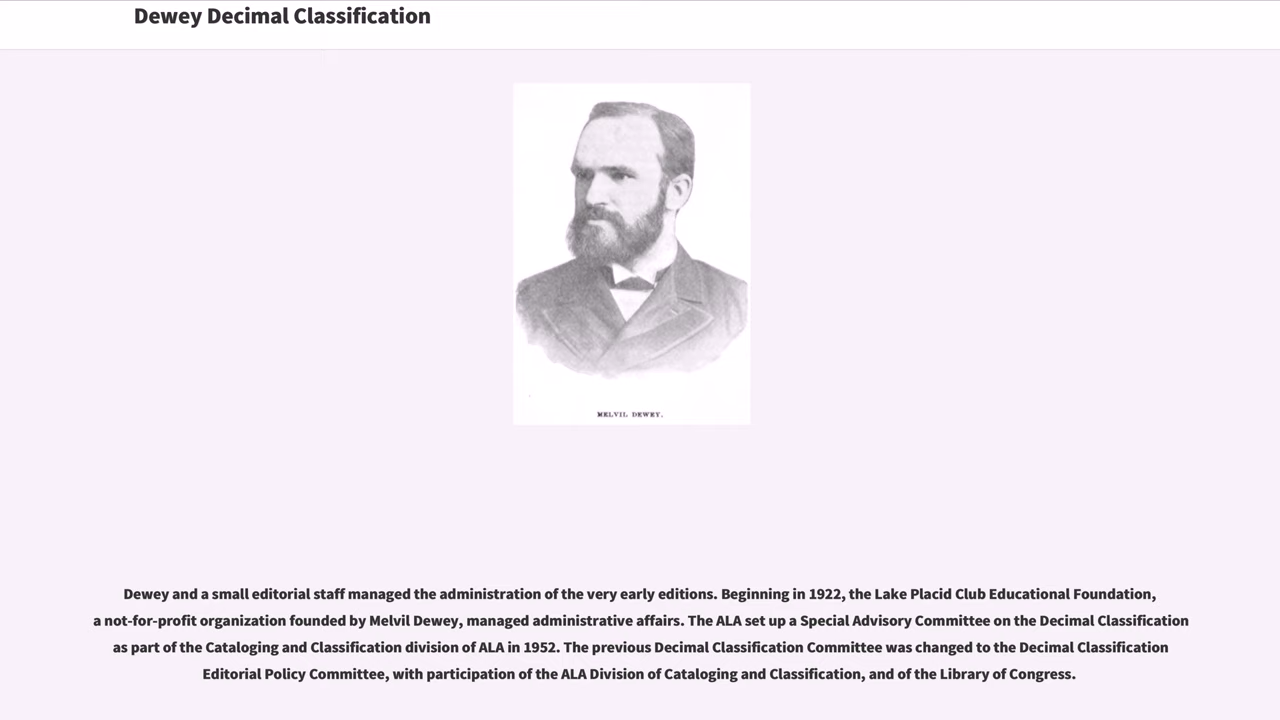 Dewey Decimal Classification
MELVIL DEWEY.
Dewey and a small editorial staff managed the administration of the very early editions. Beginning in 1922, the Lake Placid Club Educational Foundation,
a not-for-profit organization founded by Melvil Dewey, managed administrative affairs. The ALA set up a Special Advisory Committee on the Decimal Classification
as part of the Cataloging and Classification division of ALA in 1952. The previous Decimal Classification Committee was changed to the Decimal Classification
Editorial Policy Committee, with participation of the ALA Division of Cataloging and Classification, and of the Library of Congress.